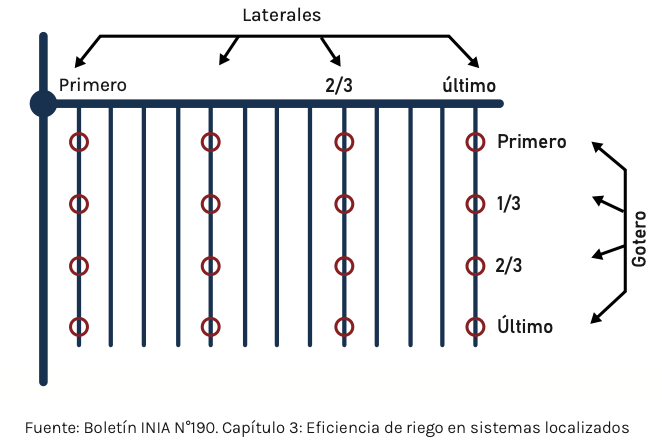 Laterales
Primero 2/3 último
Primero
1/3
2/3
Último
Gotero
Fuente: Boletín INIA N°190. Capítulo 3: Eficiencia de riego en sistemas localizados